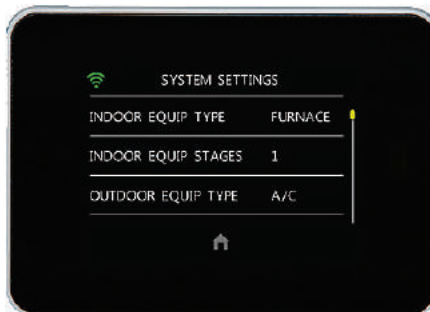 SYSTEM SETTINGS
INDOOR EQUIP TYPE FURNACE
INDOOR EQUIP STAGES 1
OUTDOOR EQUIP TYPE A/C